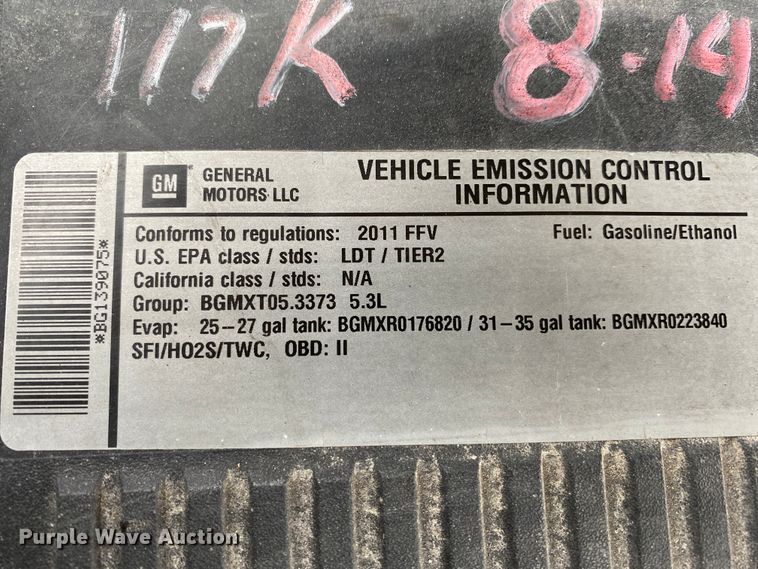 117K 8-14
GM GENERAL MOTORS LLC
VEHICLE EMISSION CONTROL INFORMATION
Conforms to regulations: 2011 FFV Fuel: Gasoline/Ethanol
U.S. EPA class / stds: LDT / TIER2
California class / stds: N/A
Group: BGMXT05.3373 5.3L
Evap: 25-27 gal tank: BGMXR0176820 / 31-35 gal tank: BGMXR0223840
SFI/HO2S/TWC, OBD: II
*BG139075*
Purple Wave Auction